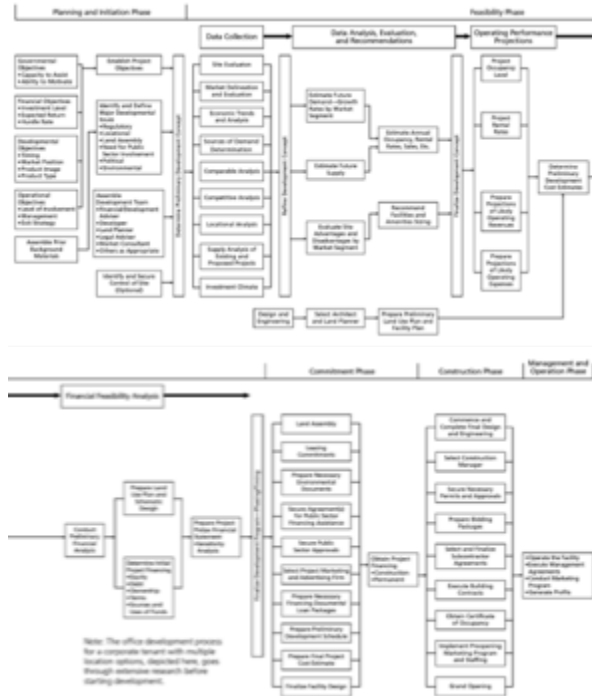 Planning and Initiation Phase
Feasibility Phase
Data Collection
Data Analysis, Evaluation,
and Recommendations
Operating Performance
Projections
Governmental
Objectives
•Capacity to Assist
•Ability to Motivate
Financial Objectives
•Investment Level
•Expected Return
•Hurdle Rate
Developmental
Objectives
•Timing
•Market Position
•Product Image
•Product Type
Operational
Objectives
•Level of Involvement
•Management
•Exit Strategy
Assemble Prior
Background
Materials
Establish Project
Objectives
Identify and Define
Major Developmental
Issues
•Regulatory
•Locational
•Land Assembly
•Need for Public
Sector Involvement
•Political
•Environmental
Assemble
Development Team
•Financial/Development
Adviser
•Developer
•Land Planner
•Legal Adviser
•Market Consultant
•Others as Appropriate
Identify and Secure
Control of Site
(Optional)
Determine Preliminary Development Concept
Site Evaluation
Market Delineation
and Evaluation
Economic Trends
and Analysis
Sources of Demand
Determination
Comparable Analysis
Competitive Analysis
Locational Analysis
Supply Analysis of
Existing and
Proposed Projects
Investment Climate
Refine Development Concept
Estimate Future
Demand—Growth
Rates by Market
Segment
Estimate Future
Supply
Evaluate Site
Advantages and
Disadvantages by
Market Segment
Estimate Annual
Occupancy, Rental
Rates, Sales, Etc.
Recommend
Facilities and
Amenities Sizing
Finalize Development Concept
Project
Occupancy
Level
Project
Rental
Rates
Prepare
Projections
of Likely
Operating
Revenues
Prepare
Projections
of Likely
Operating
Expenses
Determine
Preliminary
Development
Cost Estimates
Design and
Engineering
Select Architect
and Land Planner
Prepare Preliminary
Land Use Plan and
Facility Plan
Commitment Phase
Construction Phase
Management and
Operation Phase
Financial Feasibility Analysis
Conduct
Preliminary
Financial
Analysis
Prepare Land
Use Plan and
Schematic
Design
Determine Initial
Project Financing
•Equity
•Debt
•Ownership
•Terms
•Sources and
Uses of Funds
Prepare Project
Proforma Financial
Statement
•Sensitivity
Analysis
Finalize Development Program—Phasing/Timing
Land Assembly
Leasing
Commitments
Prepare Necessary
Environmental
Documents
Secure Agreement(s)
for Public Sector
Financing Assistance
Secure Public
Sector Approvals
Select Project Marketing
and Advertising Firm
Prepare Necessary
Financing Documents/
Loan Packages
Prepare Preliminary
Development Schedule
Prepare Final Project
Cost Estimate
Finalize Facility Design
Obtain Project
Financing
•Construction
•Permanent
Commence and
Complete Final Design
and Engineering
Select Construction
Manager
Secure Necessary
Permits and Approvals
Prepare Bidding
Packages
Select and Finalize
Subcontractor
Agreements
Execute Building
Contracts
Obtain Certificate
of Occupancy
Implement Preopening
Marketing Program
and Staffing
Grand Opening
•Operate the Facility
•Execute Management
Agreements
•Conduct Marketing
Program
•Generate Profits
Note: The office development process
for a corporate tenant with multiple
location options, depicted here, goes
through extensive research before
starting development.